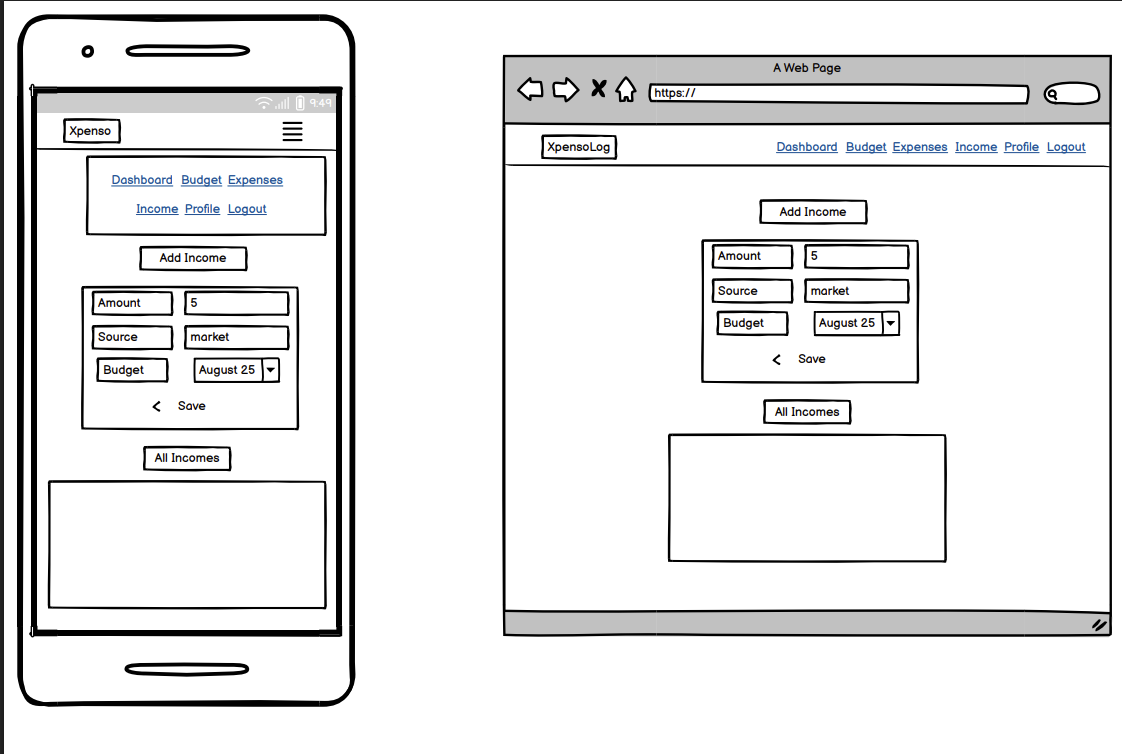 9:49
Xpenso
Dashboard Budget Expenses
Income Profile Logout
Add Income
Amount 5
Source market
Budget August 25
< Save
All Incomes
A Web Page
https://
XpensoLog Dashboard Budget Expenses Income Profile Logout
Add Income
Amount 5
Source market
Budget August 25
< Save
All Incomes